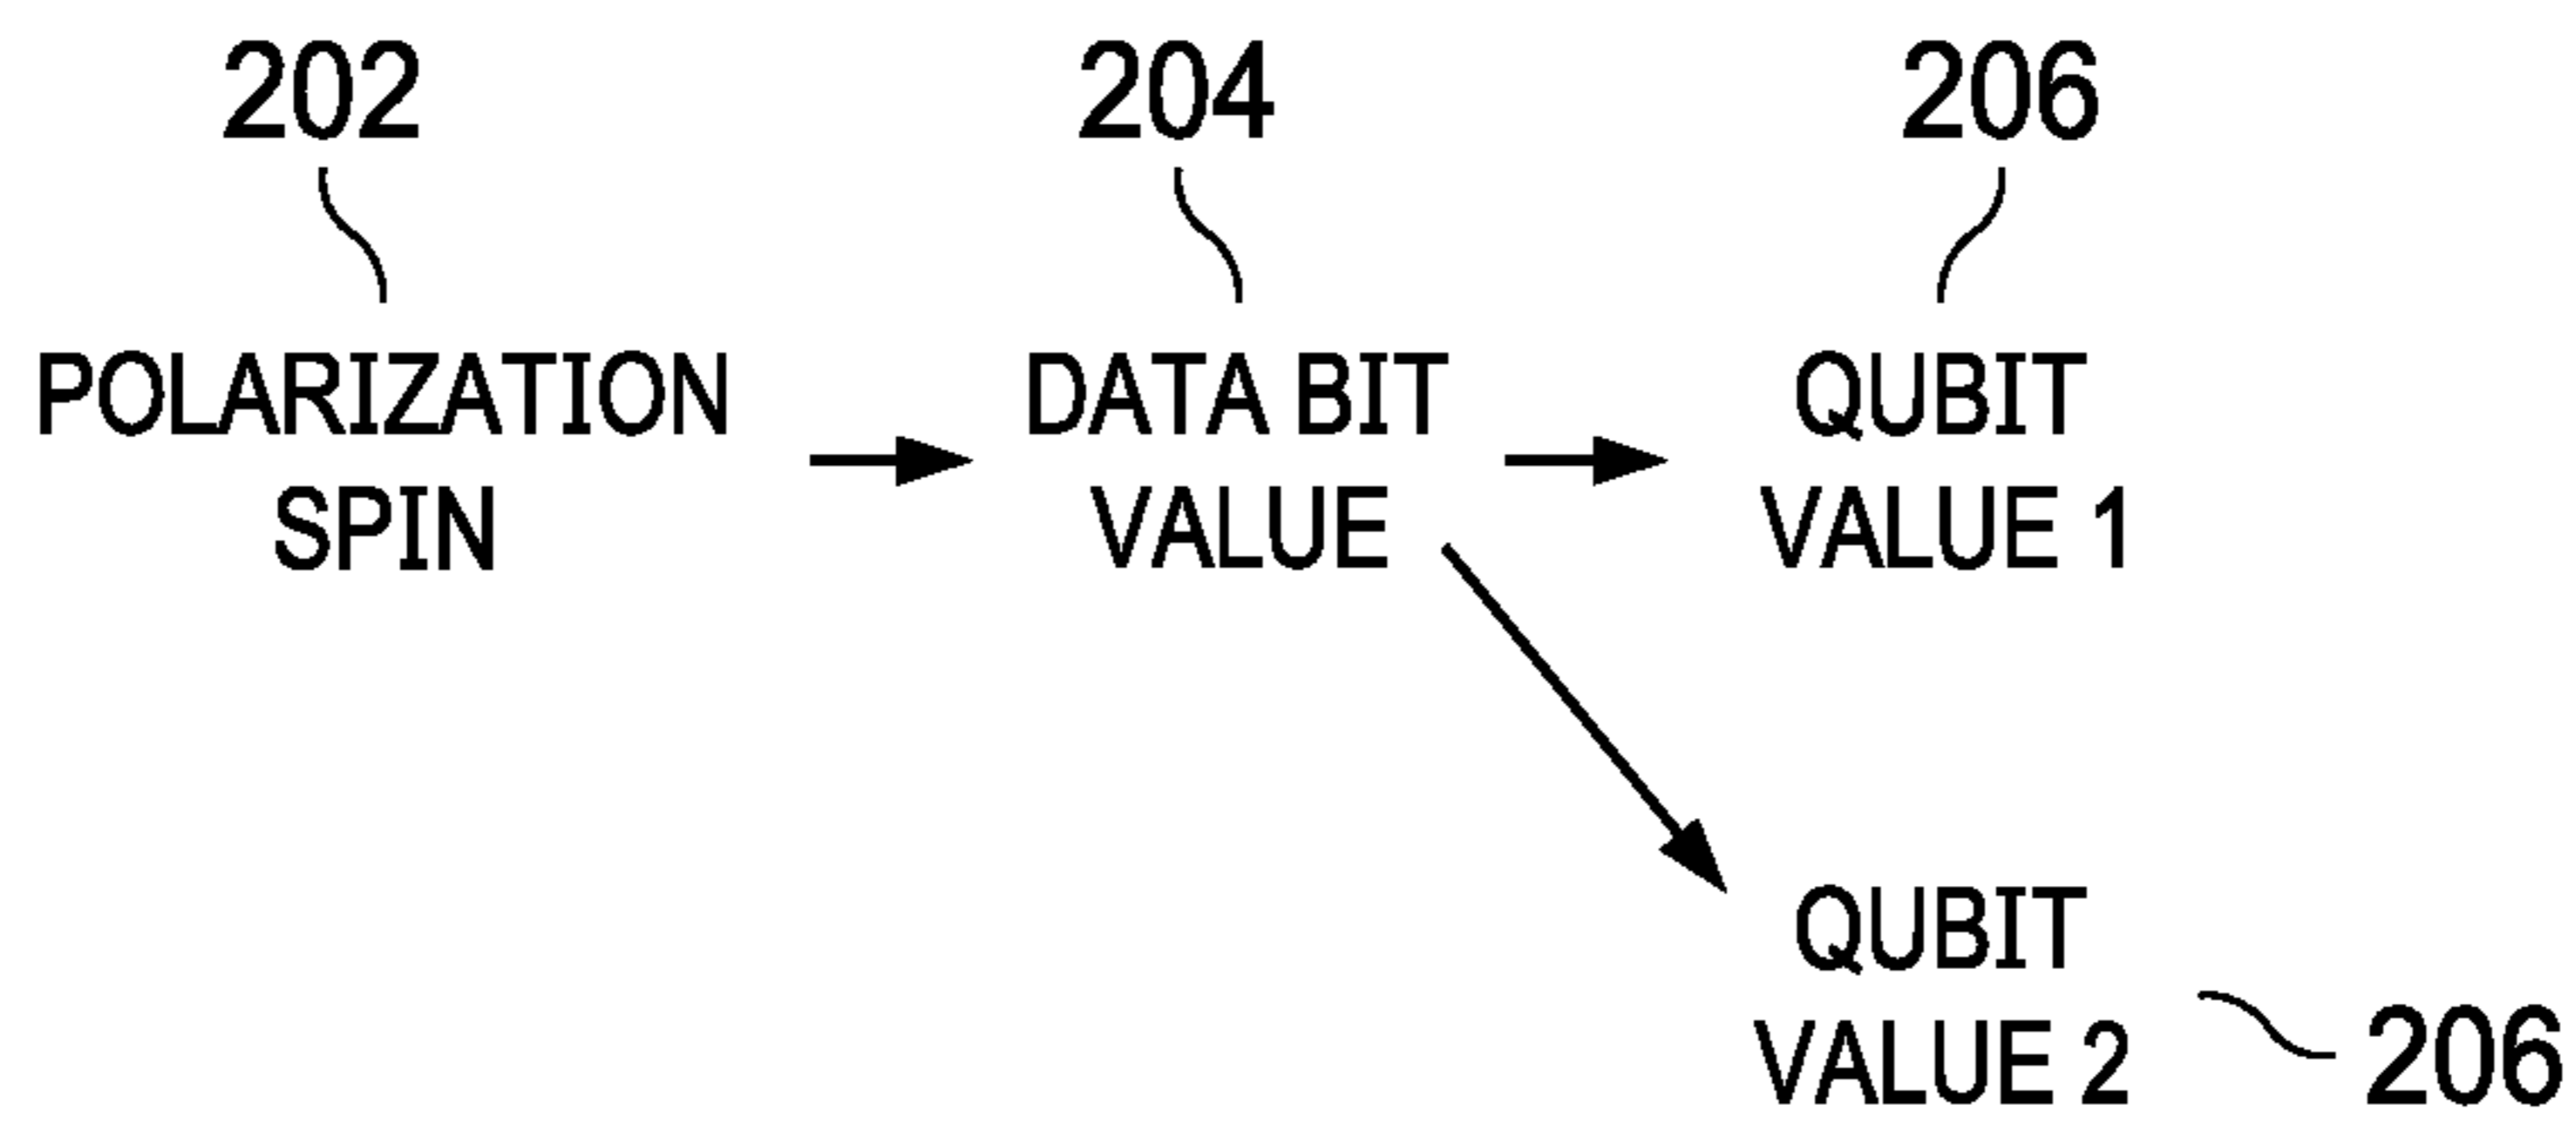 202 204 206
POLARIZATION DATA BIT QUBIT
SPIN VALUE VALUE 1
QUBIT
VALUE 2
206